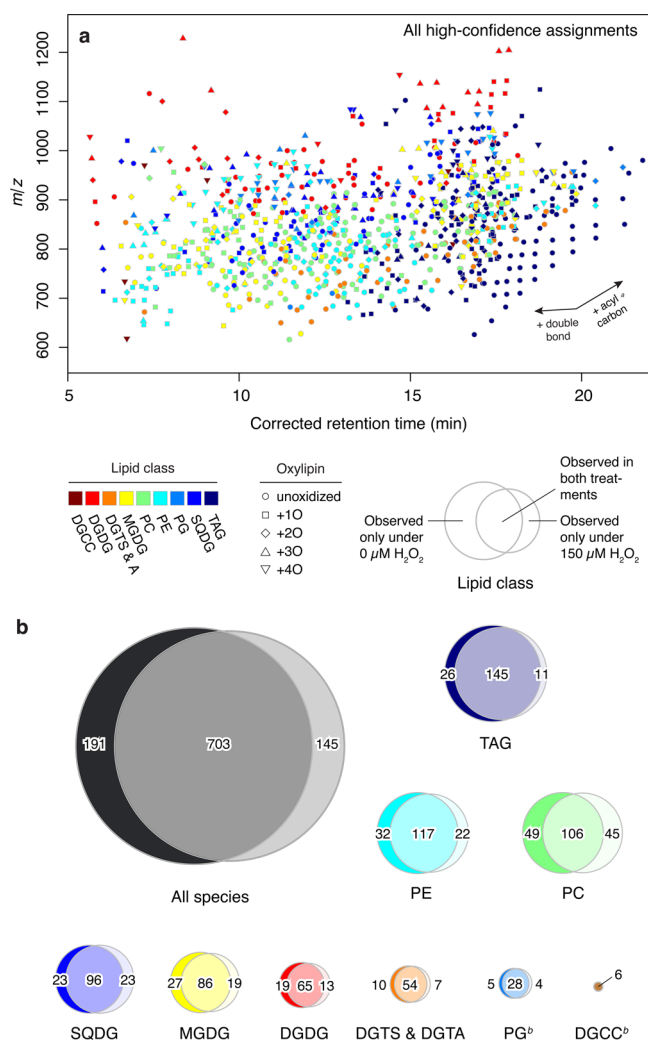 a
All high-confidence assignments
m/z
1200
1100
1000
900
800
700
600
+ double
bond
+ acyl a
carbon
5
10
15
20
Corrected retention time (min)
Lipid class
DGCC
DGDG
DGTS & A
MGDG
PC
PE
PG
SQDG
TAG
Oxylipin
unoxidized
+1O
+2O
+3O
+4O
Observed in
both treat-
ments
Observed
only under
0 µM H2O2
Observed
only under
150 µM H2O2
Lipid class
b
191
703
145
All species
26
145
11
TAG
32
117
22
PE
49
106
45
PC
23
96
23
SQDG
27
86
19
MGDG
19
65
13
DGDG
10
54
7
DGTS & DGTA
5
28
4
PGb
6
DGCCb